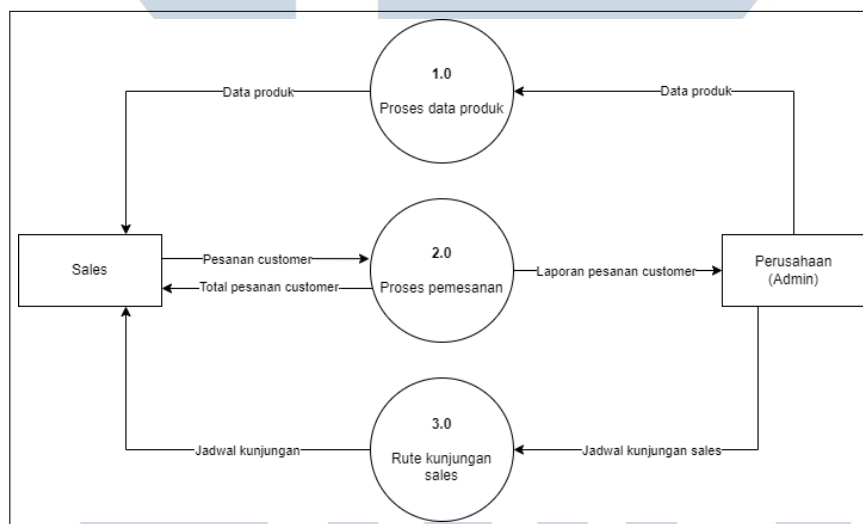 1.0
Proses data produk
Data produk
Data produk
Sales
Pesanan customer
Total pesanan customer
2.0
Proses pemesanan
Laporan pesanan customer
Perusahaan
(Admin)
3.0
Rute kunjungan
sales
Jadwal kunjungan
Jadwal kunjungan sales